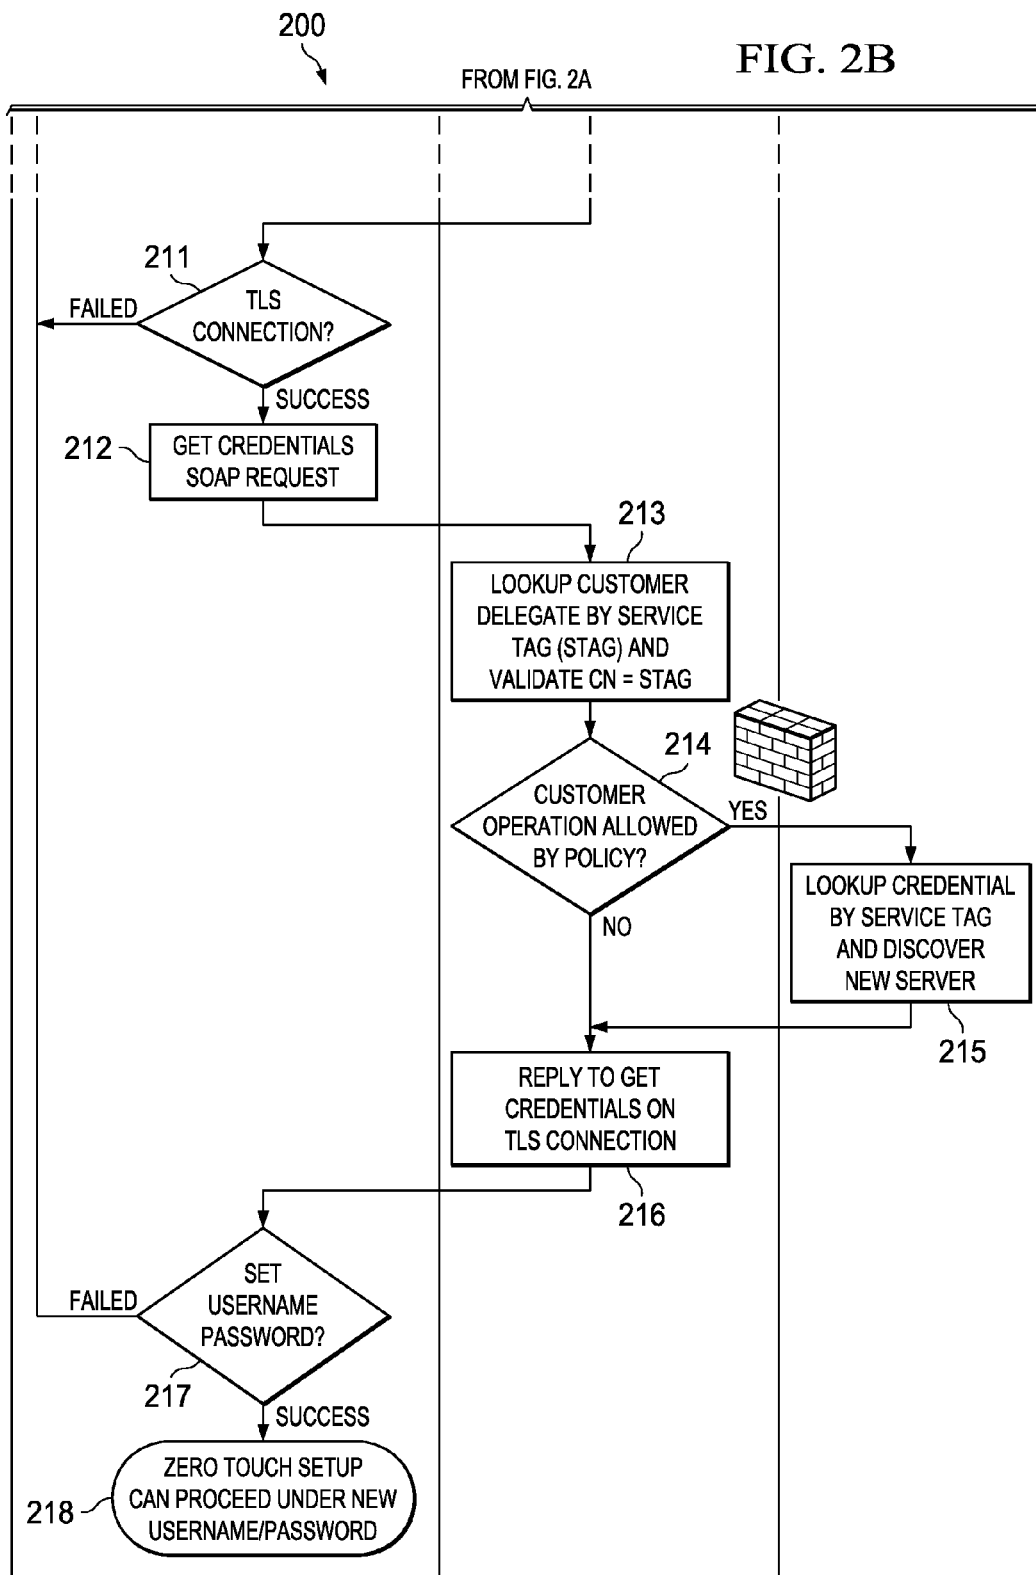 200
FIG. 2B
FROM FIG. 2A
211
TLS
CONNECTION?
FAILED
SUCCESS
212
GET CREDENTIALS
SOAP REQUEST
213
LOOKUP CUSTOMER
DELEGATE BY SERVICE
TAG (STAG) AND
VALIDATE CN = STAG
214
CUSTOMER
OPERATION ALLOWED
BY POLICY?
YES
NO
LOOKUP CREDENTIAL
BY SERVICE TAG
AND DISCOVER
NEW SERVER
215
REPLY TO GET
CREDENTIALS ON
TLS CONNECTION
216
SET
USERNAME
PASSWORD?
FAILED
217
SUCCESS
ZERO TOUCH SETUP
CAN PROCEED UNDER NEW
USERNAME/PASSWORD
218